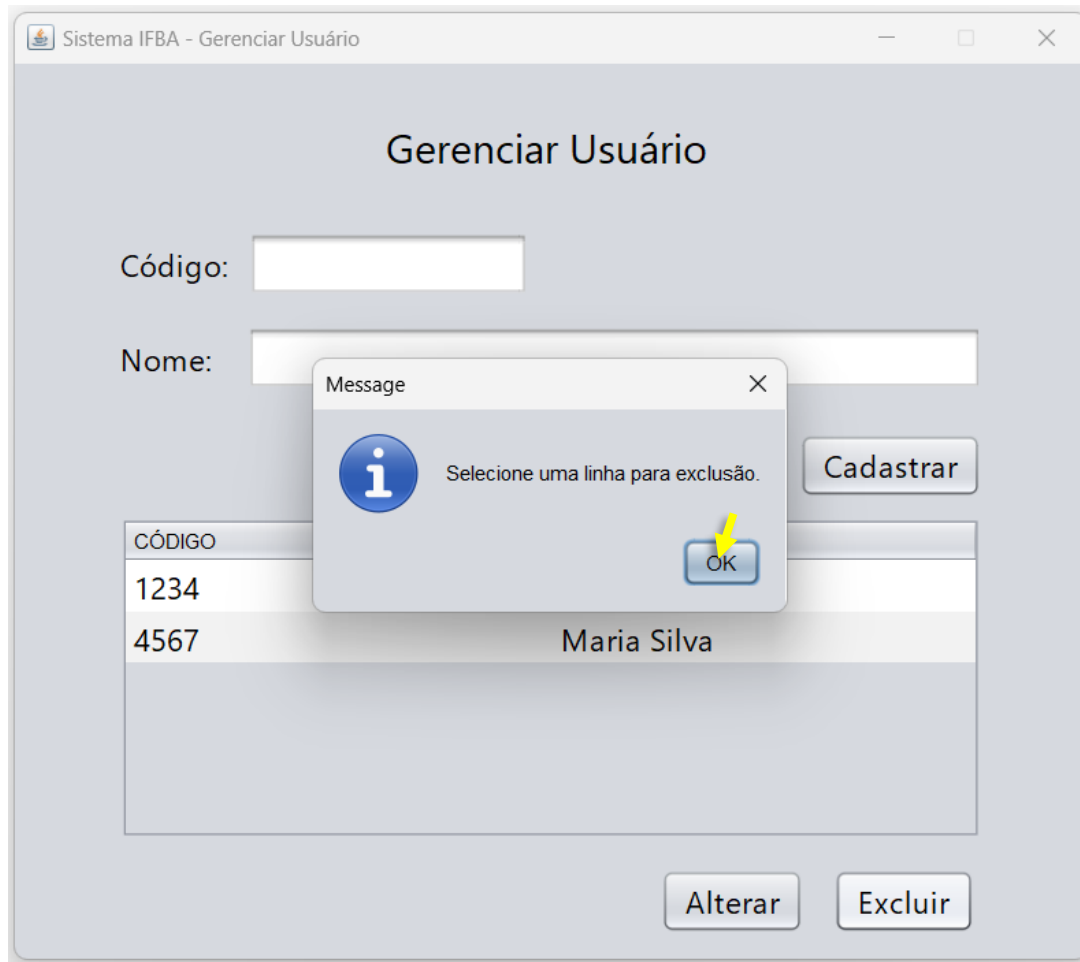 Sistema IFBA - Gerenciar Usuário
Gerenciar Usuário
Código:
Nome:
Message
Selecione uma linha para exclusão.
OK
Cadastrar
CÓDIGO
1234
4567 Maria Silva
Alterar Excluir